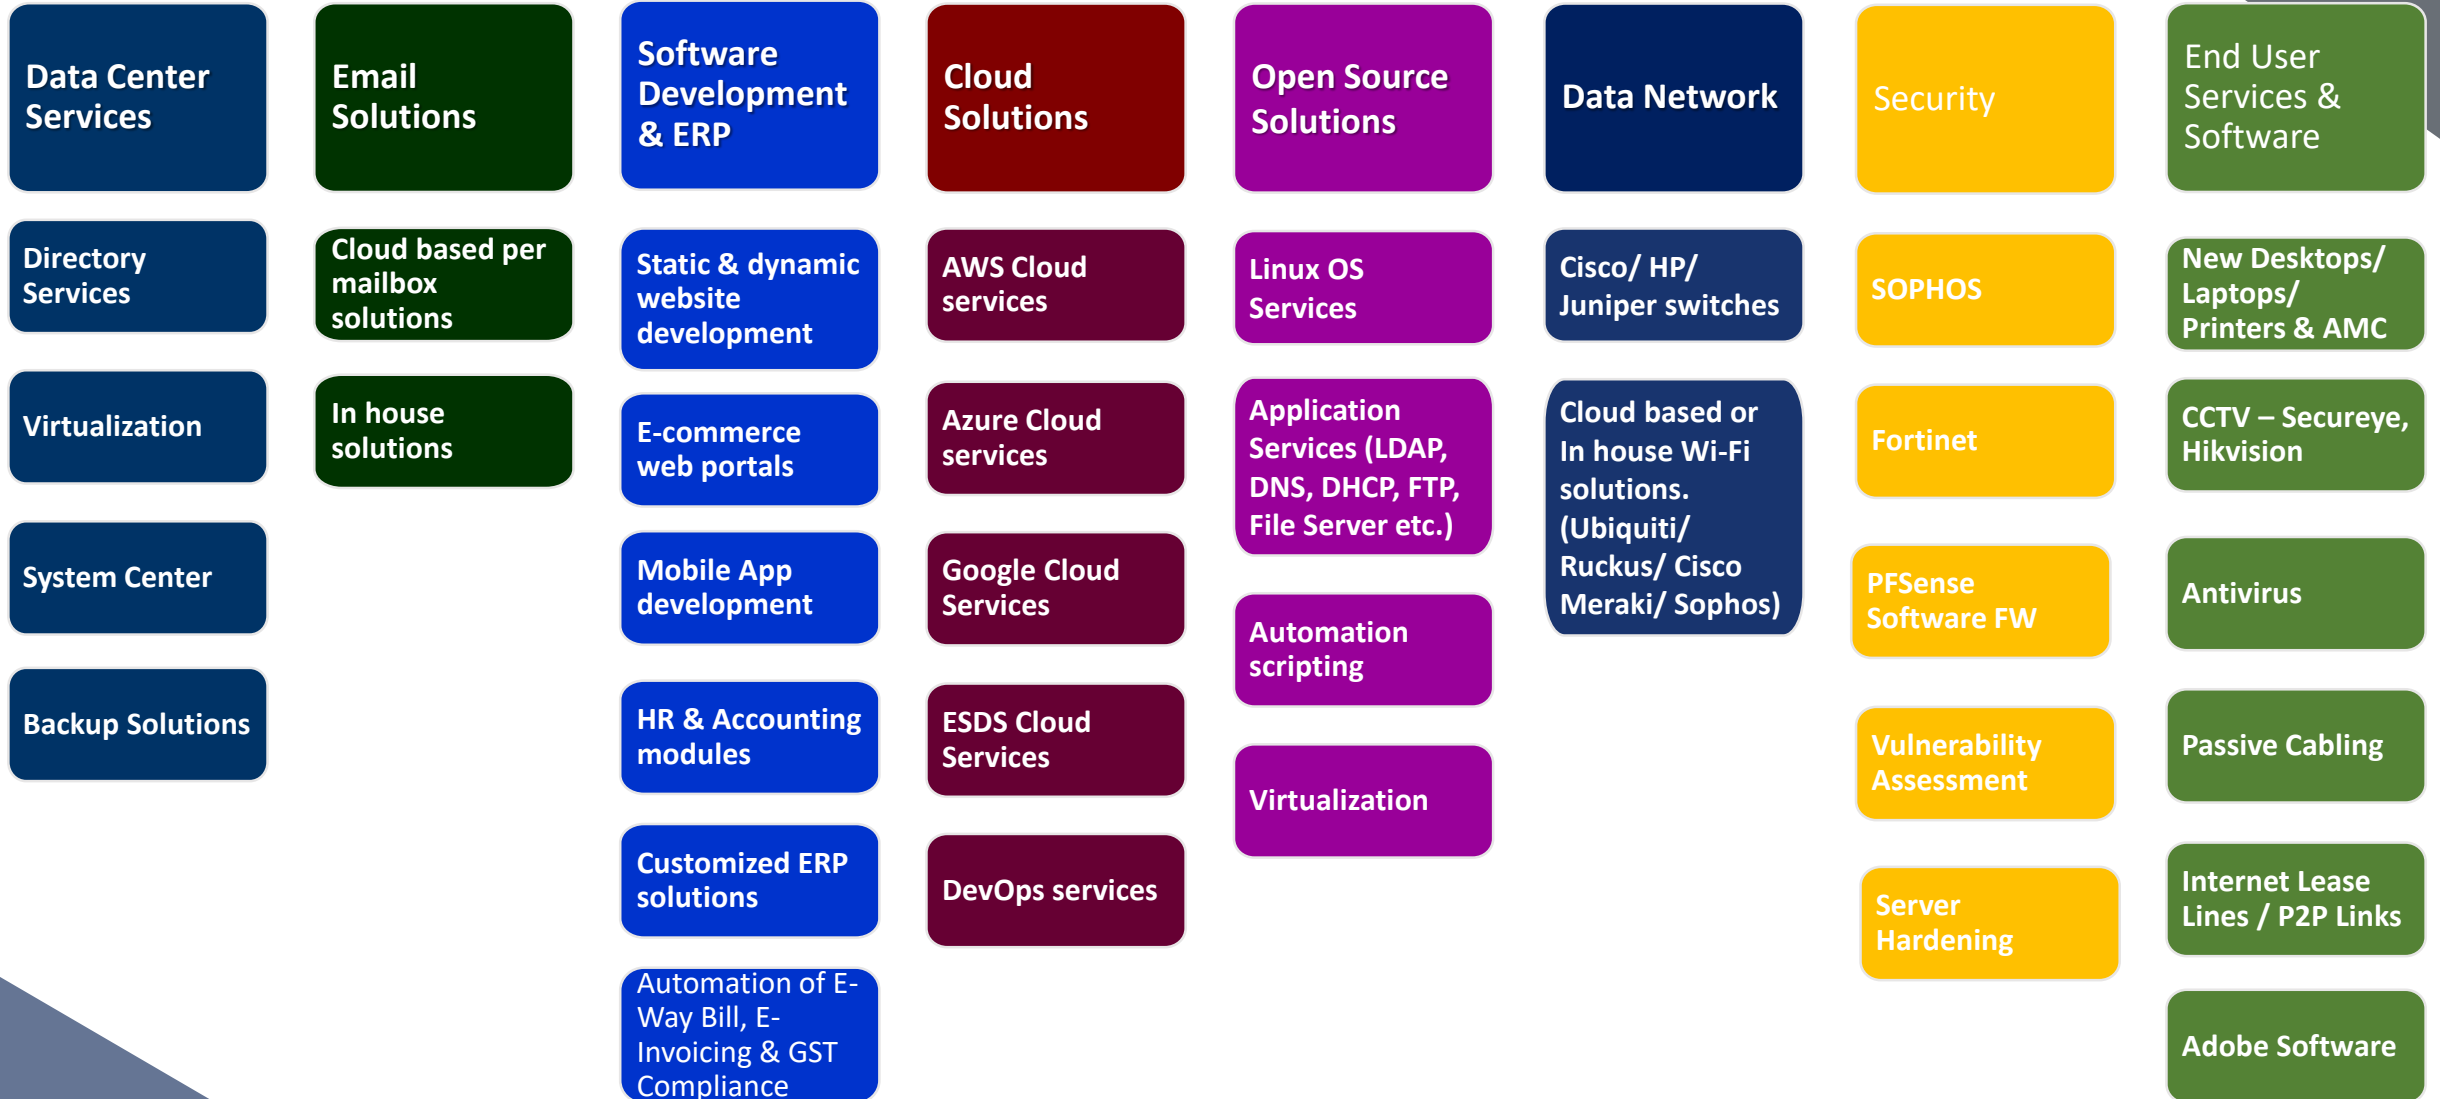 Data Center
Services
Directory
Services
Virtualization
System Center
Backup Solutions
Email
Solutions
Cloud based per
mailbox
solutions
In house
solutions
Software
Development
& ERP
Static & dynamic
website
development
E-commerce
web portals
Mobile App
development
HR & Accounting
modules
Customized ERP
solutions
Automation of E-
Way Bill, E-
Invoicing & GST
Compliance
Cloud
Solutions
AWS Cloud
services
Azure Cloud
services
Google Cloud
Services
ESDS Cloud
Services
DevOps services
Open Source
Solutions
Linux OS
Services
Application
Services (LDAP,
DNS, DHCP, FTP,
File Server etc.)
Automation
scripting
Virtualization
Data Network
Cisco/ HP/
Juniper switches
Cloud based or
In house Wi-Fi
solutions.
(Ubiquiti/
Ruckus/ Cisco
Meraki/ Sophos)
Security
SOPHOS
Fortinet
PFSense
Software FW
Vulnerability
Assessment
Server
Hardening
End User
Services &
Software
New Desktops/
Laptops/
Printers & AMC
CCTV – Secureye,
Hikvision
Antivirus
Passive Cabling
Internet Lease
Lines / P2P Links
Adobe Software